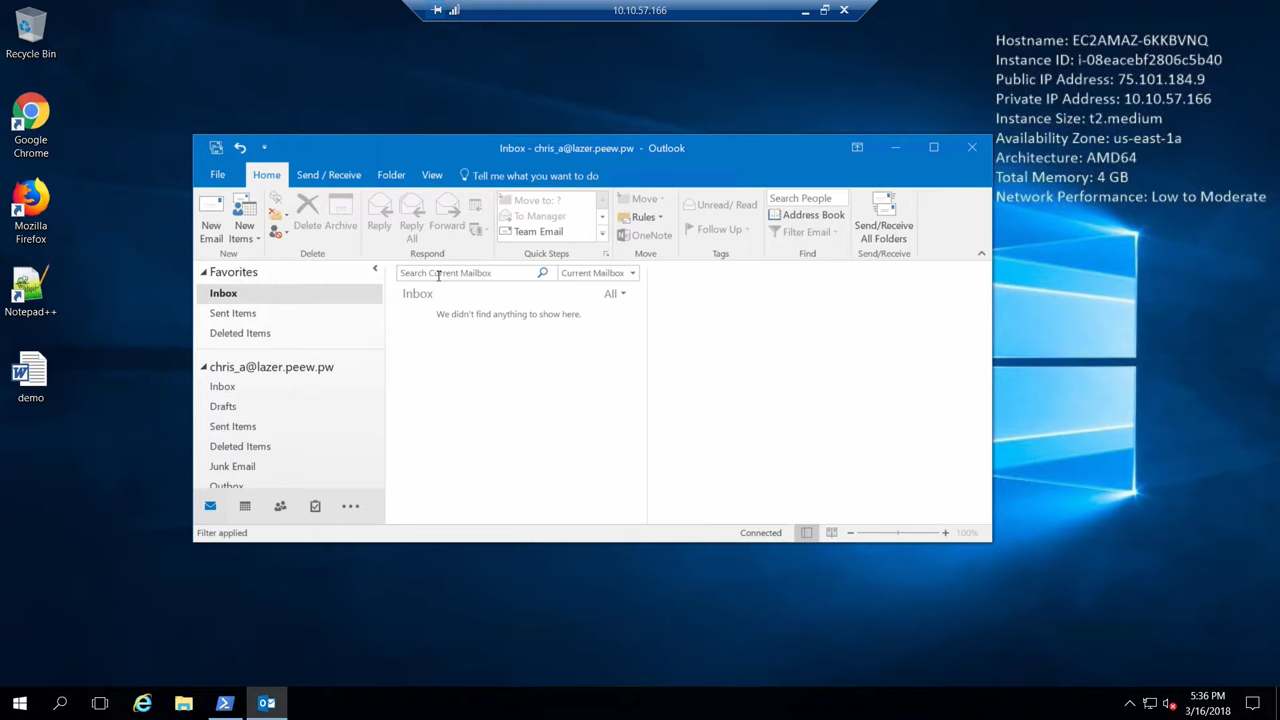 10.10.57.166
Recycle Bin
Google
Chrome
Mozilla
Firefox
Notepad++
demo
Hostname: EC2AMAZ-6KKBVNQ
Instance ID: i-08eacebf2806c5b40
Public IP Address: 75.101.184.9
Private IP Address: 10.10.57.166
Instance Size: t2.medium
Availability Zone: us-east-1a
Architecture: AMD64
Total Memory: 4 GB
Network Performance: Low to Moderate
Inbox - chris_a@lazer.peew.pw - Outlook
File Home Send / Receive Folder View Tell me what you want to do
New
Email
New
Items
New
Delete Archive
Delete
Reply
Reply
All
Forward
Respond
Move to: ?
To Manager
Team Email
Quick Steps
Move
Rules
OneNote
Move
Unread/ Read
Follow Up
Tags
Search People
Address Book
Filter Email
Find
Send/Receive
All Folders
Send/Receive
Favorites
Inbox
Sent Items
Deleted Items
chris_a@lazer.peew.pw
Inbox
Drafts
Sent Items
Deleted Items
Junk Email
Outbox
Search Current Mailbox
Current Mailbox
Inbox
All
We didn't find anything to show here.
Filter applied
Connected
100%
5:36 PM
3/16/2018